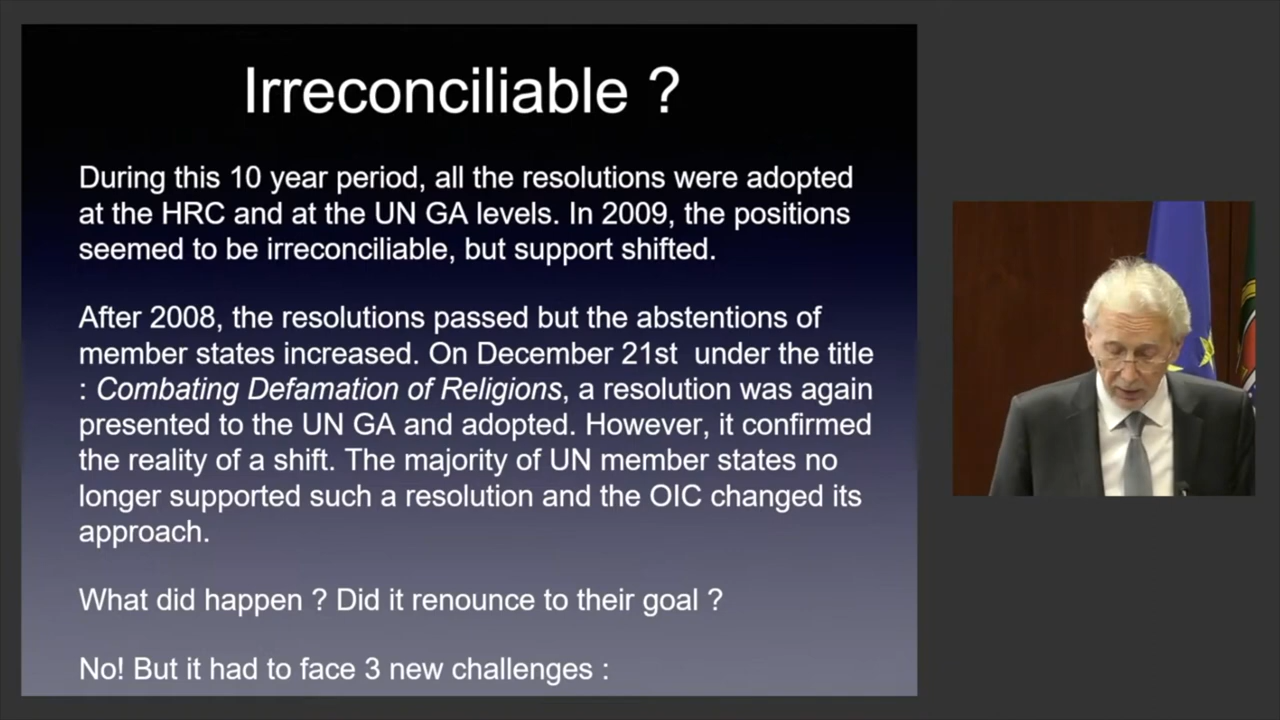 Irreconciliable ?
During this 10 year period, all the resolutions were adopted
at the HRC and at the UN GA levels. In 2009, the positions
seemed to be irreconciliable, but support shifted.
After 2008, the resolutions passed but the abstentions of
member states increased. On December 21st  under the title
: Combating Defamation of Religions, a resolution was again
presented to the UN GA and adopted. However, it confirmed
the reality of a shift. The majority of UN member states no
longer supported such a resolution and the OIC changed its
approach.
What did happen ? Did it renounce to their goal ?
No! But it had to face 3 new challenges :